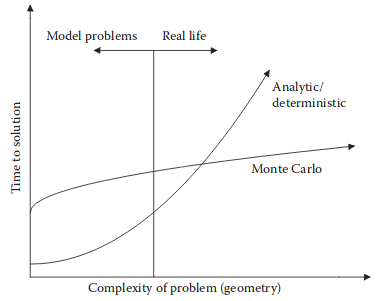 Model problems
Real life
Analytic/
deterministic
Monte Carlo
Time to solution
Complexity of problem (geometry)